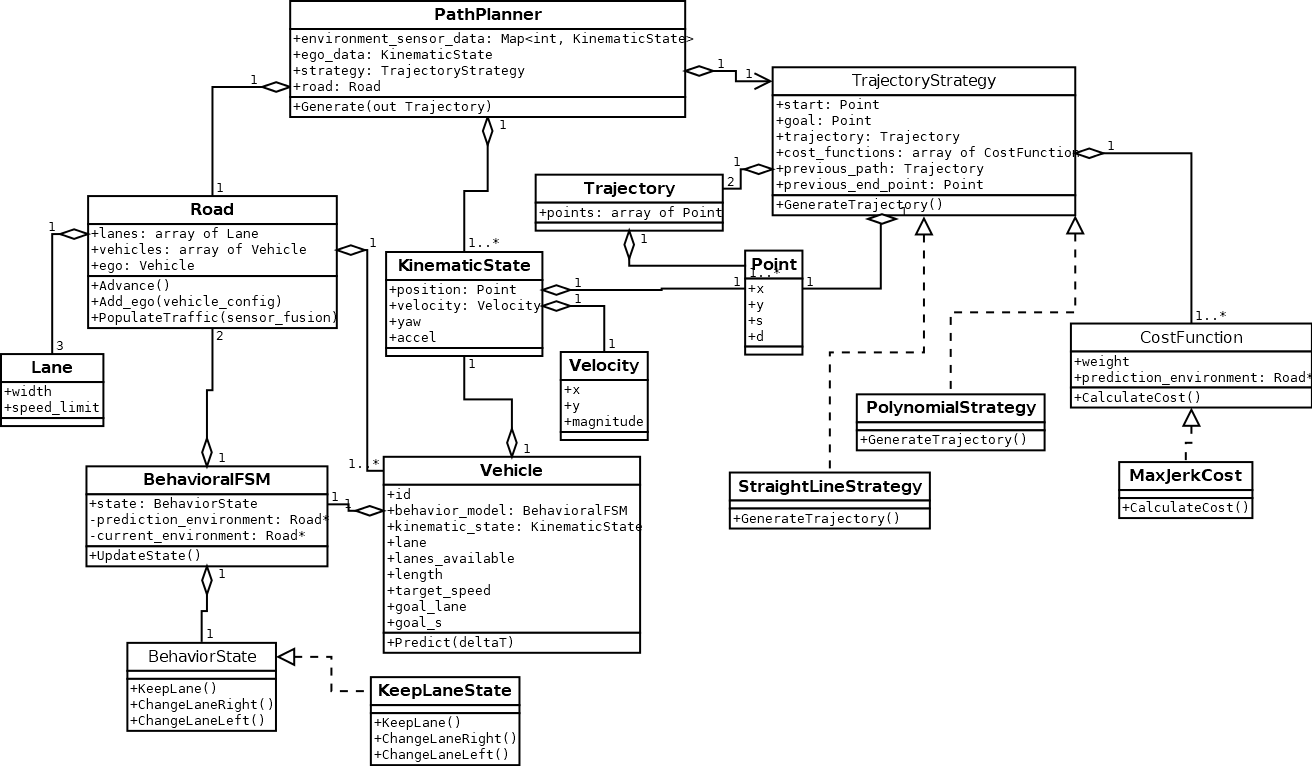 PathPlanner
+environment_sensor_data: Map<int, KinematicState>
+ego_data: KinematicState
+strategy: TrajectoryStrategy
+road: Road
+Generate(out Trajectory)
1
1
1
1
1
TrajectoryStrategy
+start: Point
+goal: Point
+trajectory: Trajectory
+cost_functions: array of CostFunction
+previous_path: Trajectory
+previous_end_point: Point
+GenerateTrajectory()
1
1
2
1
Trajectory
+points: array of Point
1
1
Road
+lanes: array of Lane
+vehicles: array of Vehicle
+ego: Vehicle
+Advance()
+Add_ego(vehicle_config)
+PopulateTraffic(sensor_fusion)
1
1
2
1..*
KinematicState
+position: Point
+velocity: Velocity
+yaw
+accel
1
1
1
1
1
Point
1..*
+x
+y
+s
+d
1
Velocity
+x
+y
+magnitude
1..*
CostFunction
+weight
+prediction_environment: Road*
+CalculateCost()
3
Lane
+width
+speed_limit
PolynomialStrategy
+GenerateTrajectory()
StraightLineStrategy
+GenerateTrajectory()
MaxJerkCost
+CalculateCost()
1
BehavioralFSM
+state: BehaviorState
-prediction_environment: Road*
-current_environment: Road*
+UpdateState()
1
1
1
1..*
1
Vehicle
+id
+behavior_model: BehavioralFSM
+kinematic_state: KinematicState
+lane
+lanes_available
+length
+target_speed
+goal_lane
+goal_s
+Predict(deltaT)
1
BehaviorState
+KeepLane()
+ChangeLaneRight()
+ChangeLaneLeft()
KeepLaneState
+KeepLane()
+ChangeLaneRight()
+ChangeLaneLeft()